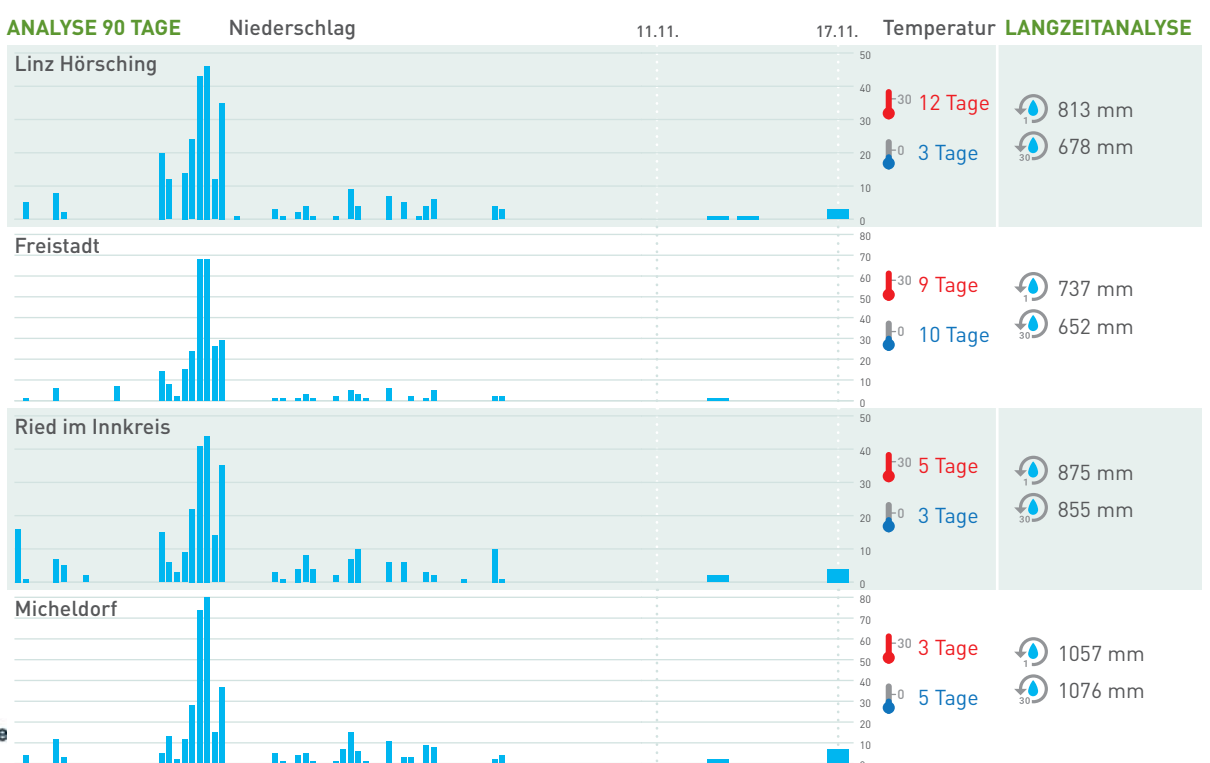 ANALYSE 90 TAGE Niederschlag 11.11. 17.11. Temperatur LANGZEITANALYSE
Linz Hörsching
50
40
30
20
10
0
30 12 Tage
0 3 Tage
1 813 mm
30 678 mm
Freistadt
80
70
60
50
40
30
20
10
0
30 9 Tage
0 10 Tage
1 737 mm
30 652 mm
Ried im Innkreis
50
40
30
20
10
0
30 5 Tage
0 3 Tage
1 875 mm
30 855 mm
Micheldorf
80
70
60
50
40
30
20
10
0
30 3 Tage
0 5 Tage
1 1057 mm
30 1076 mm
e